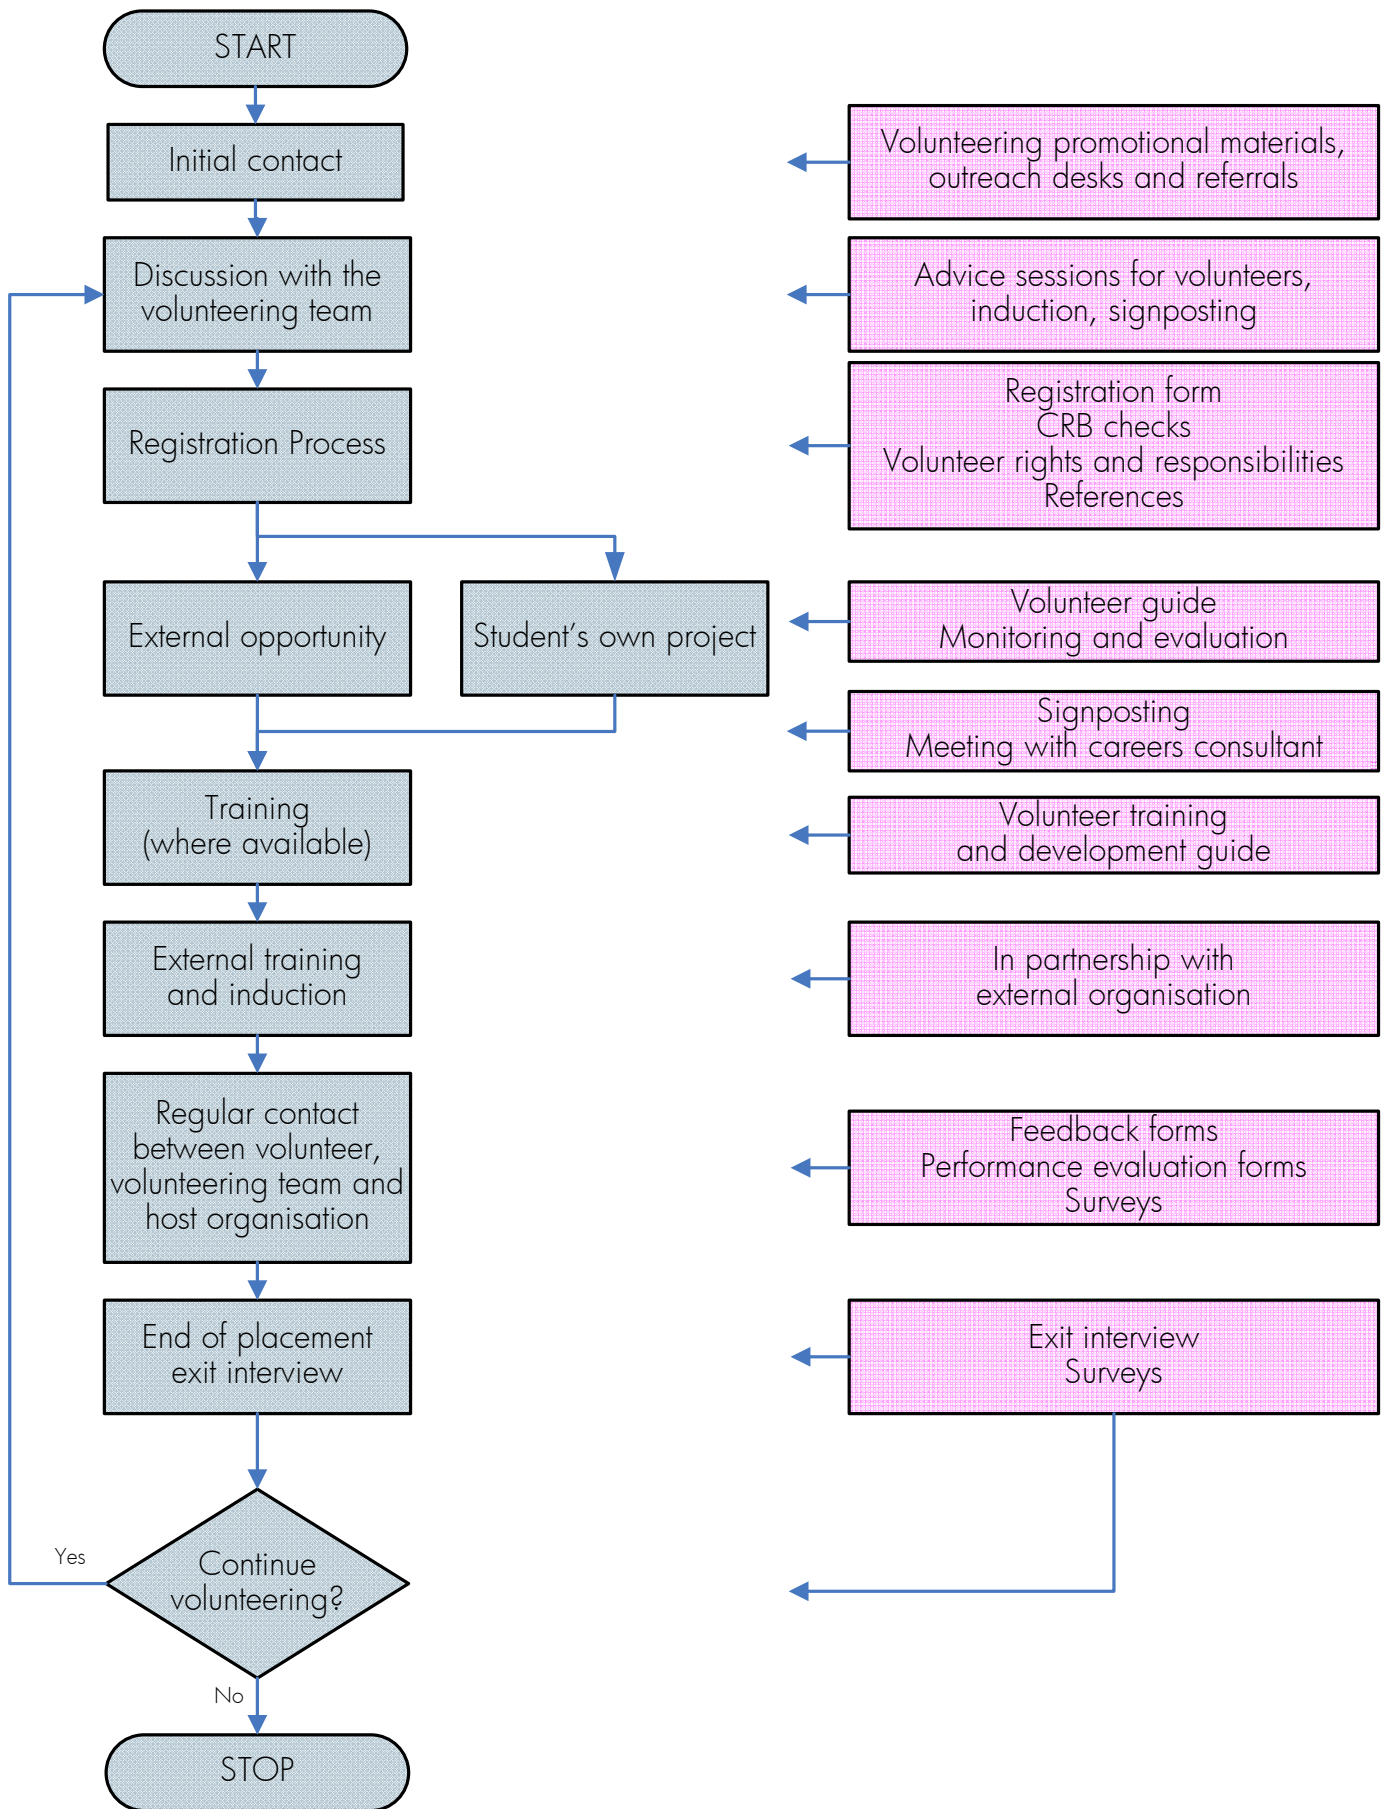 START
Initial contact
Volunteering promotional materials,
outreach desks and referrals
Discussion with the
volunteering team
Advice sessions for volunteers,
induction, signposting
Registration Process
Registration form
CRB checks
Volunteer rights and responsibilities
References
External opportunity
Student's own project
Volunteer guide
Monitoring and evaluation
Signposting
Meeting with careers consultant
Training
(where available)
Volunteer training
and development guide
External training
and induction
In partnership with
external organisation
Regular contact
between volunteer,
volunteering team and
host organisation
Feedback forms
Performance evaluation forms
Surveys
End of placement
exit interview
Exit interview
Surveys
Yes
Continue
volunteering?
No
STOP